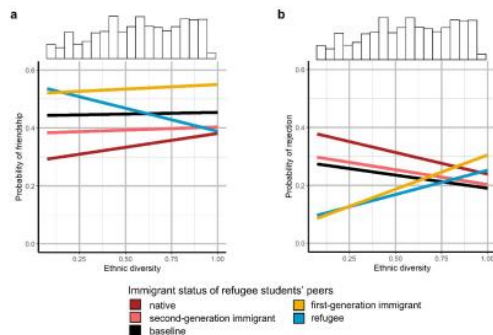 a
b
0.6
0.4
0.2
0.0
Probability of friendship
0.25
0.50
0.75
1.00
Ethnic diversity
0.6
0.4
0.2
0.0
Probability of rejection
0.25
0.50
0.75
1.00
Ethnic diversity
Immigrant status of refugee students' peers
native
first-generation immigrant
second-generation immigrant
refugee
baseline